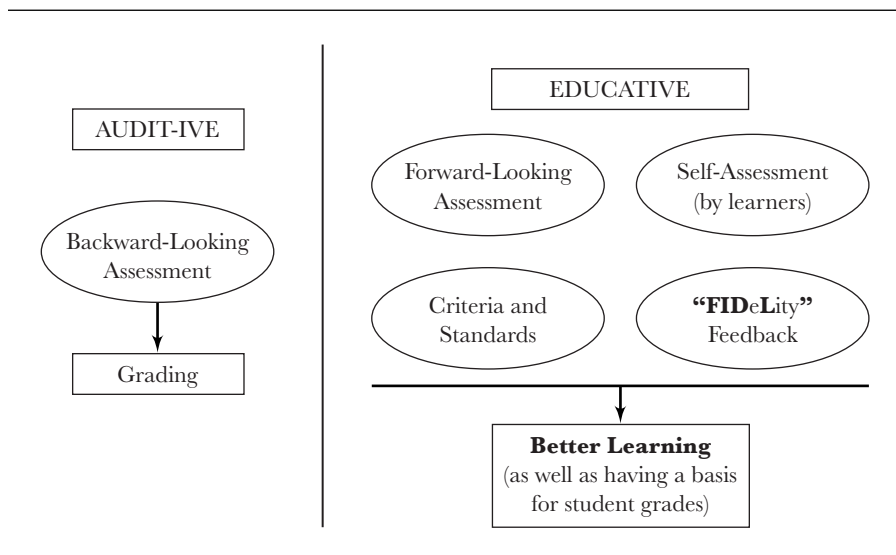 AUDIT-IVE
Backward-Looking
Assessment
Grading
EDUCATIVE
Forward-Looking
Assessment
Self-Assessment
(by learners)
Criteria and
Standards
“FIDeLity”
Feedback
Better Learning
(as well as having a basis
for student grades)